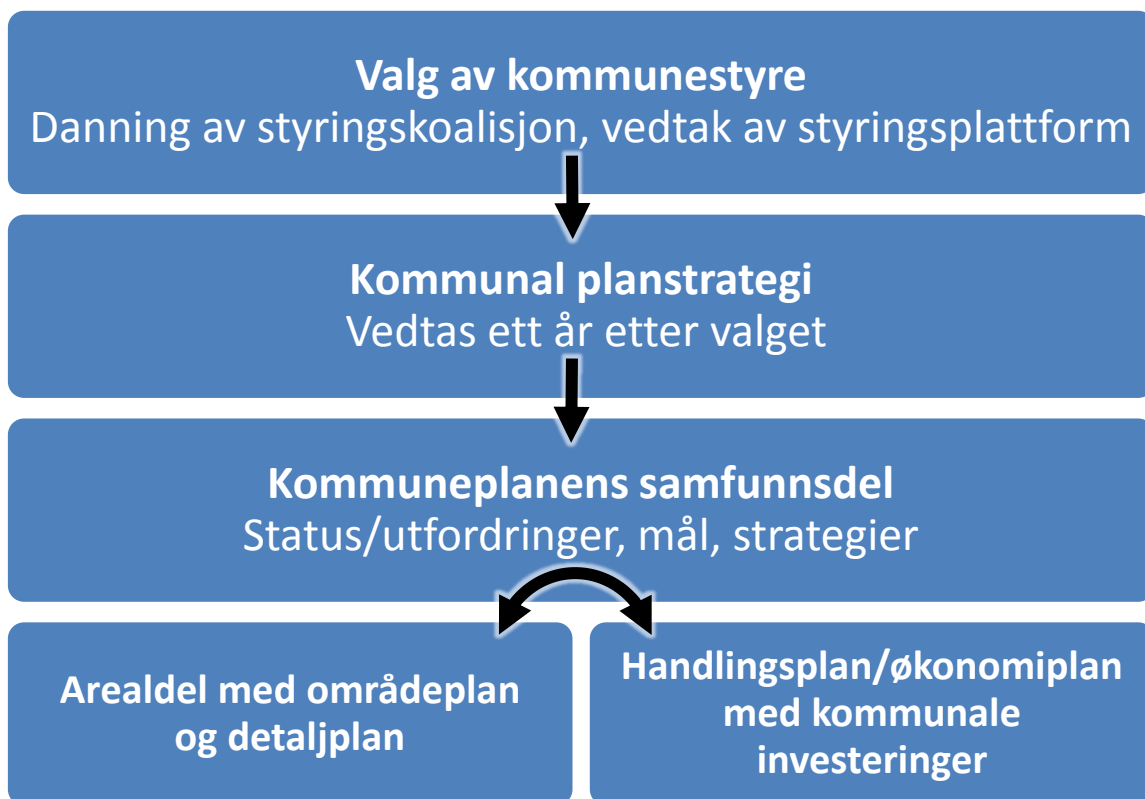 Valg av kommunestyre
Danning av styringskoalisjon, vedtak av styringsplattform
Kommunal planstrategi
Vedtas ett år etter valget
Kommuneplanens samfunnsdel
Status/utfordringer, mål, strategier
Arealdel med områdeplan
og detaljplan
Handlingsplan/økonomiplan
med kommunale
investeringer